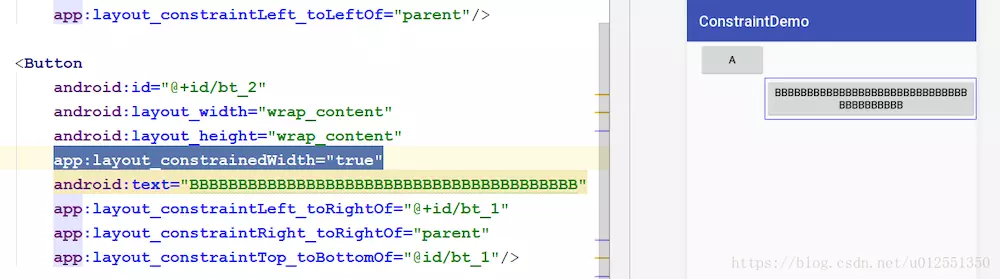 app:layout_constraintLeft_toLeftOf="parent"/>
<Button
android:id="@+id/bt_2"
android:layout_width="wrap_content"
android:layout_height="wrap_content"
app:layout_constrainedWidth="true"
android:text="BBBBBBBBBBBBBBBBBBBBBBBBBBBBBBBBBBBBBBBB"
app:layout_constraintLeft_toRightOf="@+id/bt_1"
app:layout_constraintRight_toRightOf="parent"
app:layout_constraintTop_toBottomOf="@id/bt_1"/>
ConstraintDemo
A
BBBBBBBBBBBBBBBBBBBBBBBBBBBBBB
BBBBBBBBBB
https://blog.csdn.net/u012551350